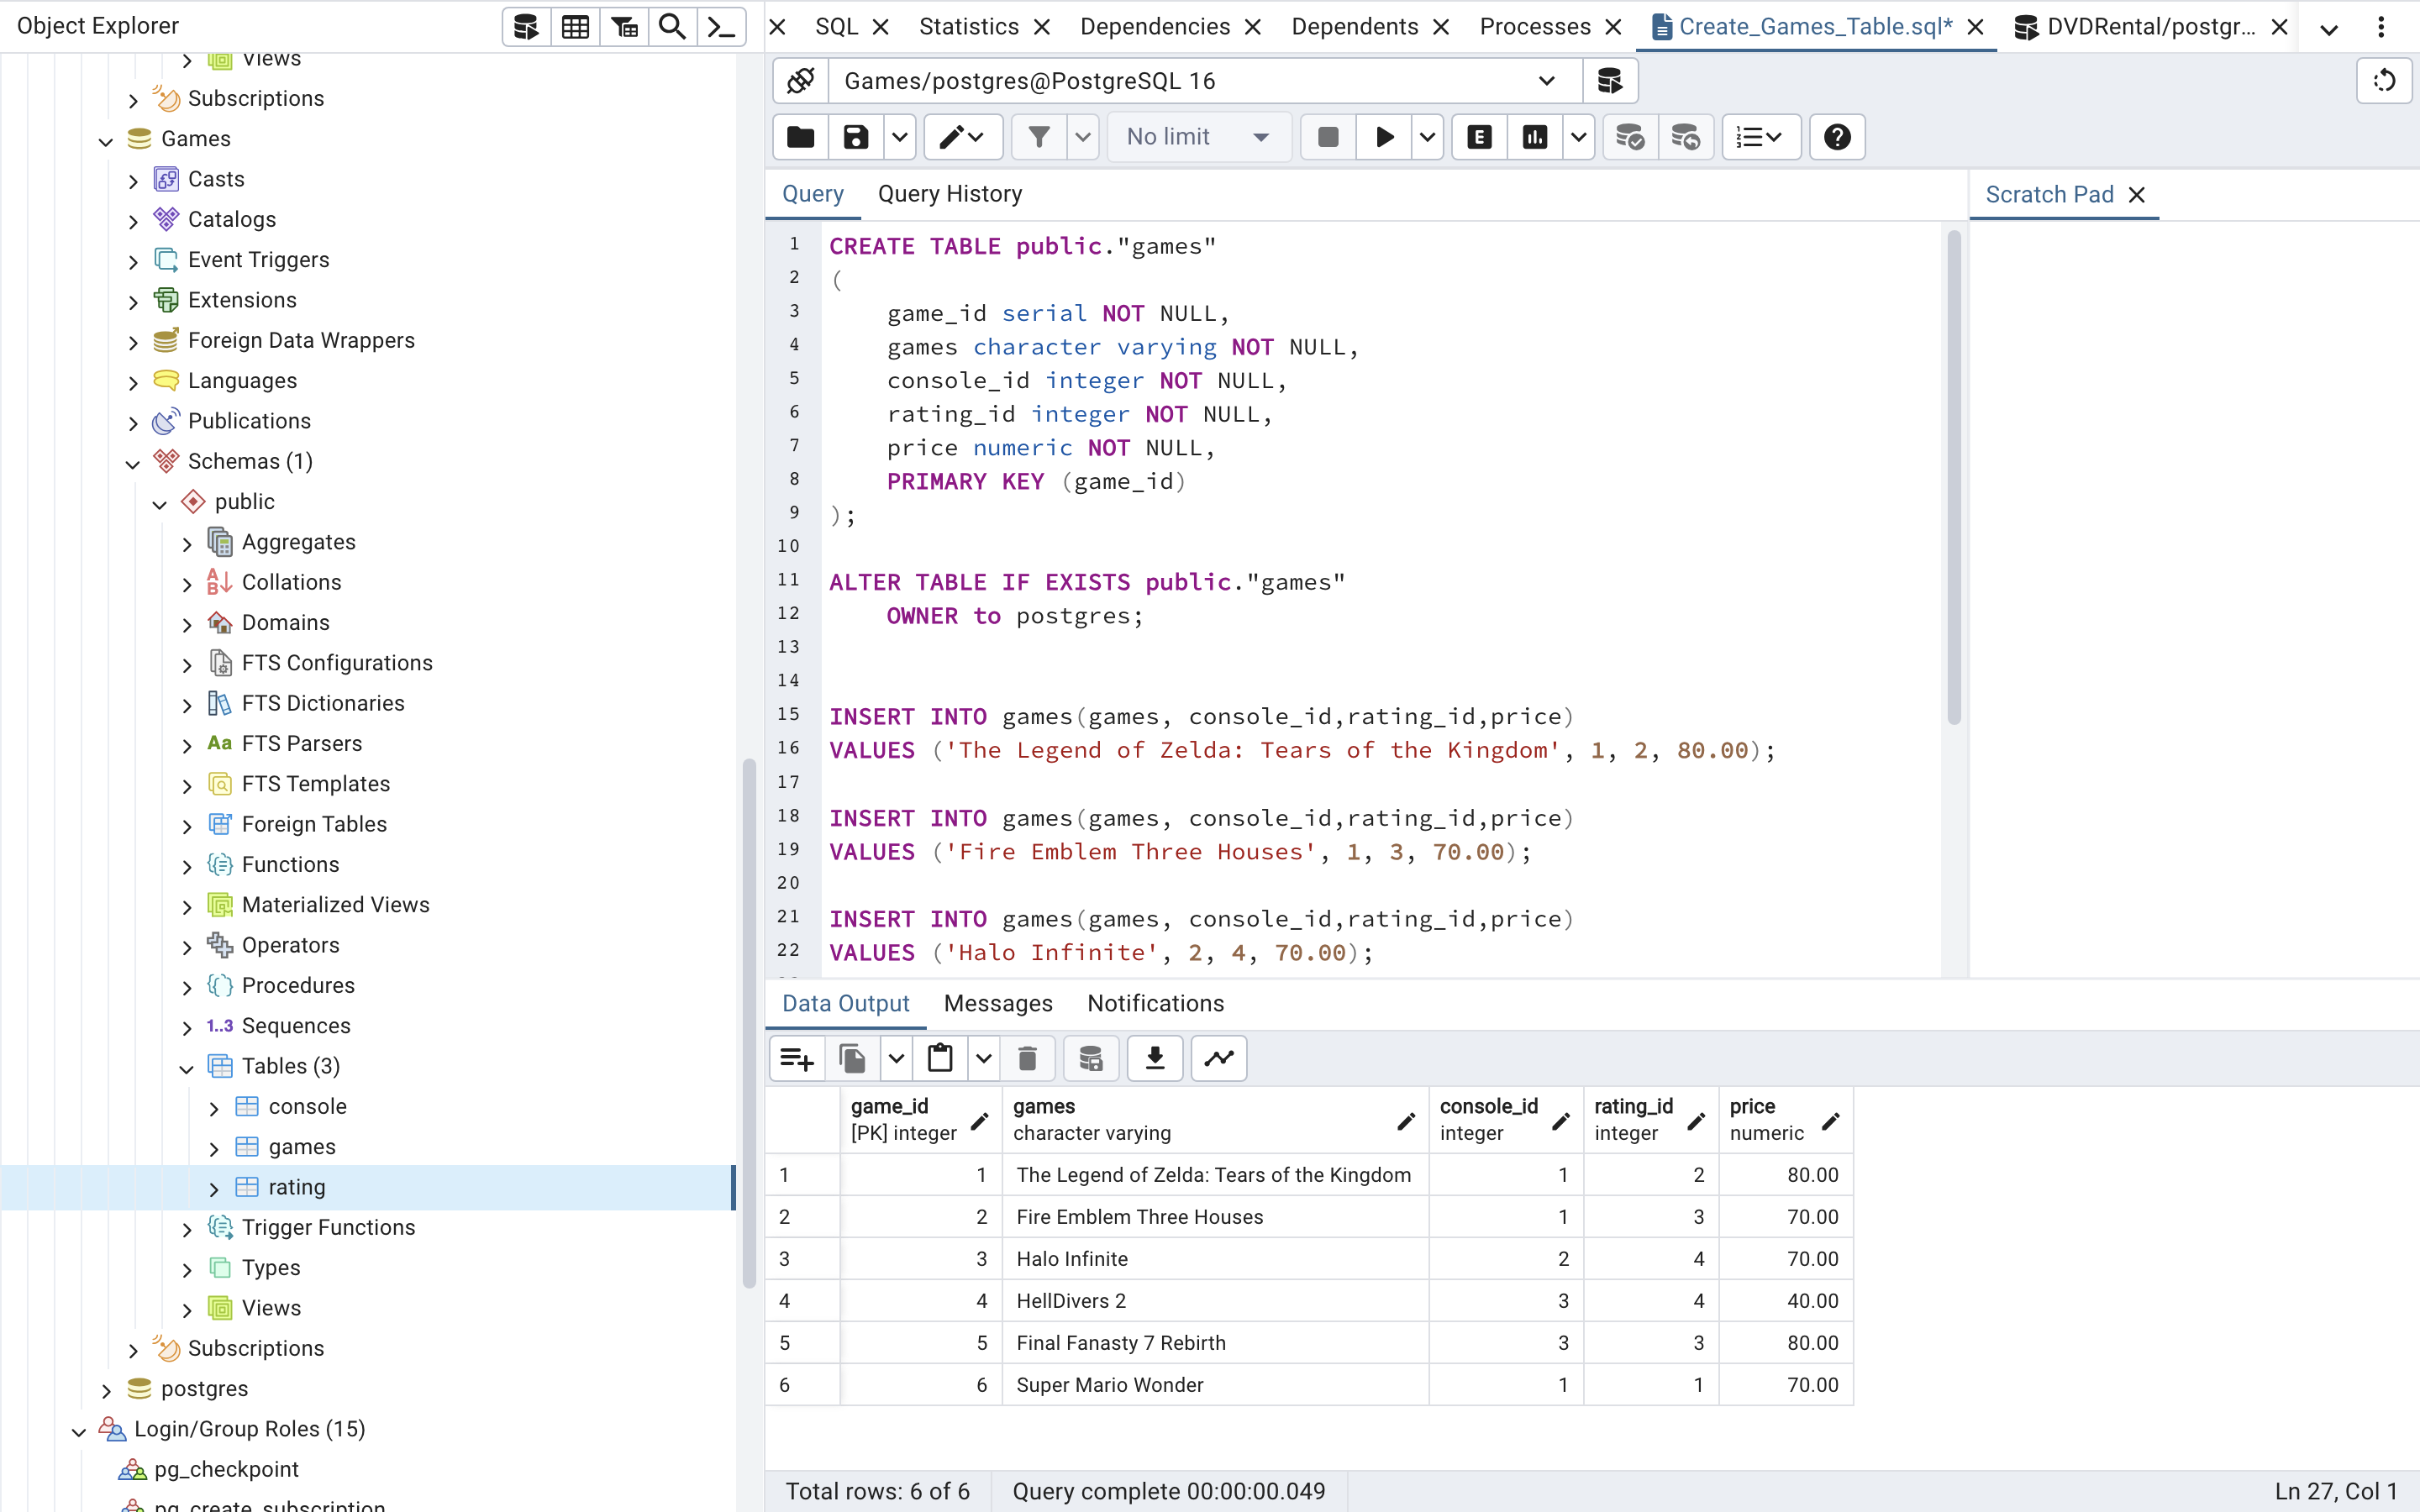 Object Explorer
Views
Subscriptions
Games
Casts
Catalogs
Event Triggers
Extensions
Foreign Data Wrappers
Languages
Publications
Schemas (1)
public
Aggregates
Collations
Domains
FTS Configurations
FTS Dictionaries
Aa FTS Parsers
FTS Templates
Foreign Tables
Functions
Materialized Views
Operators
Procedures
1..3 Sequences
Tables (3)
console
games
rating
Trigger Functions
Types
Views
Subscriptions
postgres
Login/Group Roles (15)
pg_checkpoint
pg_create_subscription
SQL Statistics Dependencies Dependents Processes Create_Games_Table.sql* DVDRental/postgr...
Games/postgres@PostgreSQL 16
No limit E
Query Query History
Scratch Pad
1 CREATE TABLE public."games"
2 (
3 game_id serial NOT NULL,
4 games character varying NOT NULL,
5 console_id integer NOT NULL,
6 rating_id integer NOT NULL,
7 price numeric NOT NULL,
8 PRIMARY KEY (game_id)
9 );
10
11 ALTER TABLE IF EXISTS public."games"
12 OWNER to postgres;
13
14
15 INSERT INTO games(games, console_id,rating_id,price)
16 VALUES ('The Legend of Zelda: Tears of the Kingdom', 1, 2, 80.00);
17
18 INSERT INTO games(games, console_id,rating_id,price)
19 VALUES ('Fire Emblem Three Houses', 1, 3, 70.00);
20
21 INSERT INTO games(games, console_id,rating_id,price)
22 VALUES ('Halo Infinite', 2, 4, 70.00);
Data Output Messages Notifications
game_id games console_id rating_id price
[PK] integer character varying integer integer numeric
1 1 The Legend of Zelda: Tears of the Kingdom 1 2 80.00
2 2 Fire Emblem Three Houses 1 3 70.00
3 3 Halo Infinite 2 4 70.00
4 4 HellDivers 2 3 4 40.00
5 5 Final Fanasty 7 Rebirth 3 3 80.00
6 6 Super Mario Wonder 1 1 70.00
Total rows: 6 of 6 Query complete 00:00:00.049 Ln 27, Col 1